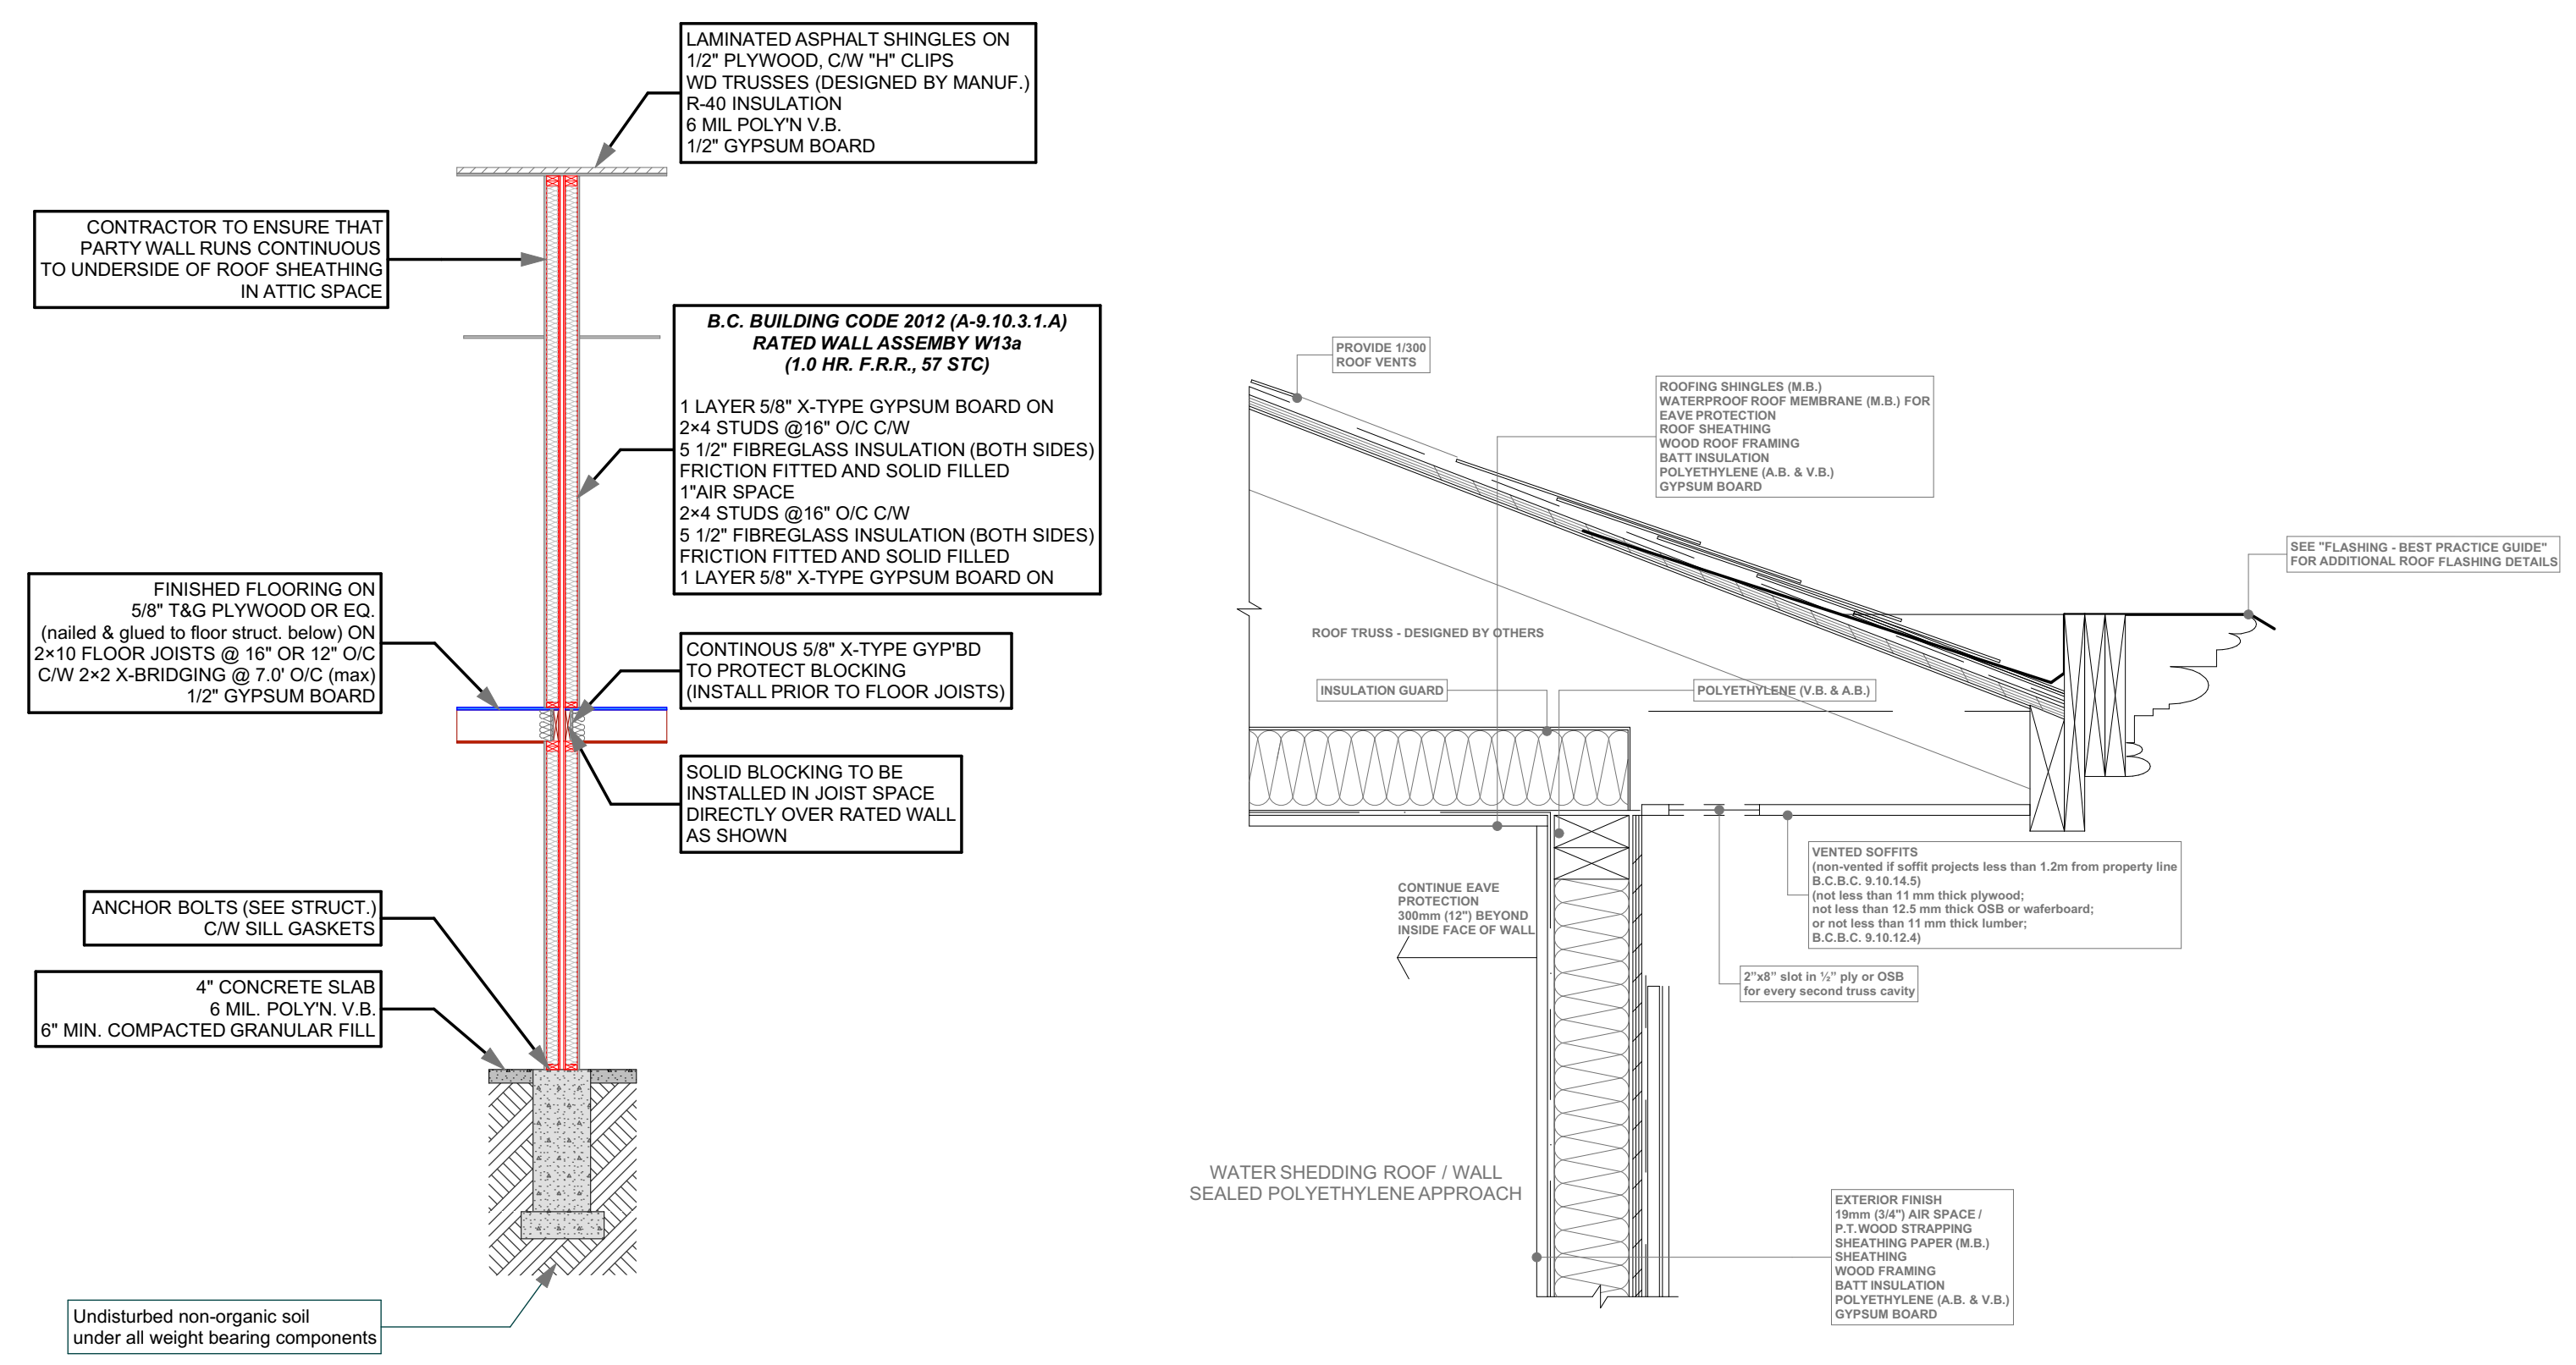 LAMINATED ASPHALT SHINGLES ON
1/2" PLYWOOD, C/W "H" CLIPS
WD TRUSSES (DESIGNED BY MANUF.)
R-40 INSULATION
6 MIL POLY'N V.B.
1/2" GYPSUM BOARD
CONTRACTOR TO ENSURE THAT
PARTY WALL RUNS CONTINUOUS
TO UNDERSIDE OF ROOF SHEATHING
IN ATTIC SPACE
B.C. BUILDING CODE 2012 (A-9.10.3.1.A)
RATED WALL ASSEMBY W13a
(1.0 HR. F.R.R., 57 STC)
1 LAYER 5/8" X-TYPE GYPSUM BOARD ON
2×4 STUDS @16" O/C C/W
5 1/2" FIBREGLASS INSULATION (BOTH SIDES)
FRICTION FITTED AND SOLID FILLED
1"AIR SPACE
2×4 STUDS @16" O/C C/W
5 1/2" FIBREGLASS INSULATION (BOTH SIDES)
FRICTION FITTED AND SOLID FILLED
1 LAYER 5/8" X-TYPE GYPSUM BOARD ON
FINISHED FLOORING ON
5/8" T&G PLYWOOD OR EQ.
(nailed & glued to floor struct. below) ON
2×10 FLOOR JOISTS @ 16" OR 12" O/C
C/W 2×2 X-BRIDGING @ 7.0' O/C (max)
1/2" GYPSUM BOARD
CONTINOUS 5/8" X-TYPE GYP'BD
TO PROTECT BLOCKING
(INSTALL PRIOR TO FLOOR JOISTS)
SOLID BLOCKING TO BE
INSTALLED IN JOIST SPACE
DIRECTLY OVER RATED WALL
AS SHOWN
ANCHOR BOLTS (SEE STRUCT.)
C/W SILL GASKETS
4" CONCRETE SLAB
6 MIL. POLY'N. V.B.
6" MIN. COMPACTED GRANULAR FILL
Undisturbed non-organic soil
under all weight bearing components
PROVIDE 1/300
ROOF VENTS
ROOFING SHINGLES (M.B.)
WATERPROOF ROOF MEMBRANE (M.B.) FOR
EAVE PROTECTION
ROOF SHEATHING
WOOD ROOF FRAMING
BATT INSULATION
POLYETHYLENE (A.B. & V.B.)
GYPSUM BOARD
SEE "FLASHING - BEST PRACTICE GUIDE"
FOR ADDITIONAL ROOF FLASHING DETAILS
ROOF TRUSS - DESIGNED BY OTHERS
INSULATION GUARD
POLYETHYLENE (V.B. & A.B.)
VENTED SOFFITS
(non-vented if soffit projects less than 1.2m from property line
B.C.B.C. 9.10.14.5)
(not less than 11 mm thick plywood;
not less than 12.5 mm thick OSB or waferboard;
or not less than 11 mm thick lumber;
B.C.B.C. 9.10.12.4)
CONTINUE EAVE
PROTECTION
300mm (12") BEYOND
INSIDE FACE OF WALL
2”x8” slot in ½” ply or OSB
for every second truss cavity
WATER SHEDDING ROOF / WALL
SEALED POLYETHYLENE APPROACH
EXTERIOR FINISH
19mm (3/4") AIR SPACE /
P.T. WOOD STRAPPING
SHEATHING PAPER (M.B.)
SHEATHING
WOOD FRAMING
BATT INSULATION
POLYETHYLENE (A.B. & V.B.)
GYPSUM BOARD